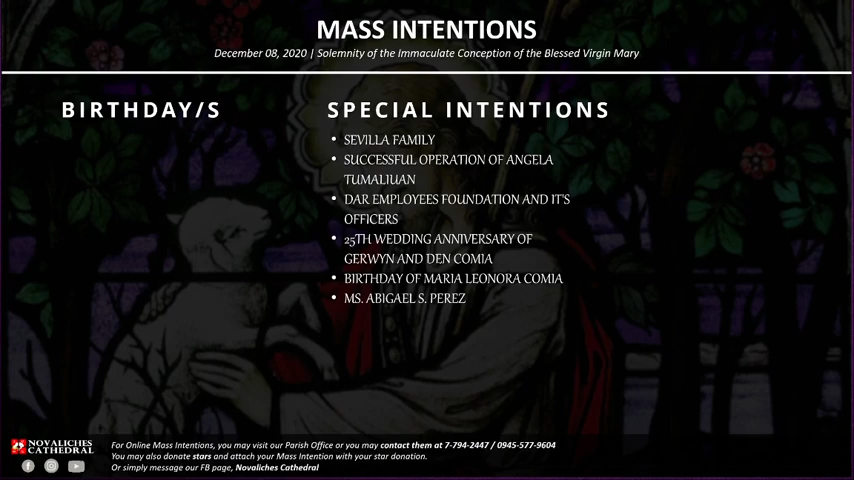 MASS INTENTIONS
December 08, 2020 | Solemnity of the Immaculate Conception of the Blessed Virgin Mary
BIRTHDAY/S
SPECIAL INTENTIONS
• SEVILLA FAMILY
• SUCCESSFUL OPERATION OF ANGELA
TUMALIUAN
• DAR EMPLOYEES FOUNDATION AND IT'S
OFFICERS
• 25TH WEDDING ANNIVERSARY OF
GERWYN AND DEN COMIA
• BIRTHDAY OF MARIA LEONORA COMIA
• MS. ABIGAEL S. PEREZ
NOVALICHES
CATHEDRAL
For Online Mass Intentions, you may visit our Parish Office or you may contact them at 7-794-2447 / 0945-577-9604
You may also donate stars and attach your Mass Intention with your star donation.
Or simply message our FB page, Novaliches Cathedral